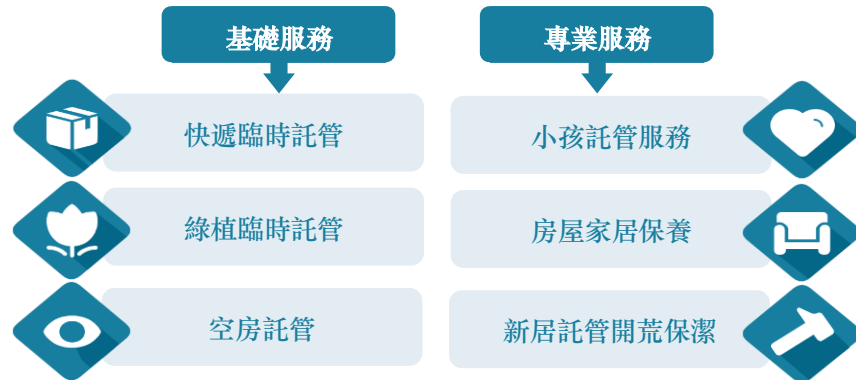 基礎服務
專業服務
快遞臨時託管
小孩託管服務
綠植臨時託管
房屋家居保養
空房託管
新居託管開荒保潔